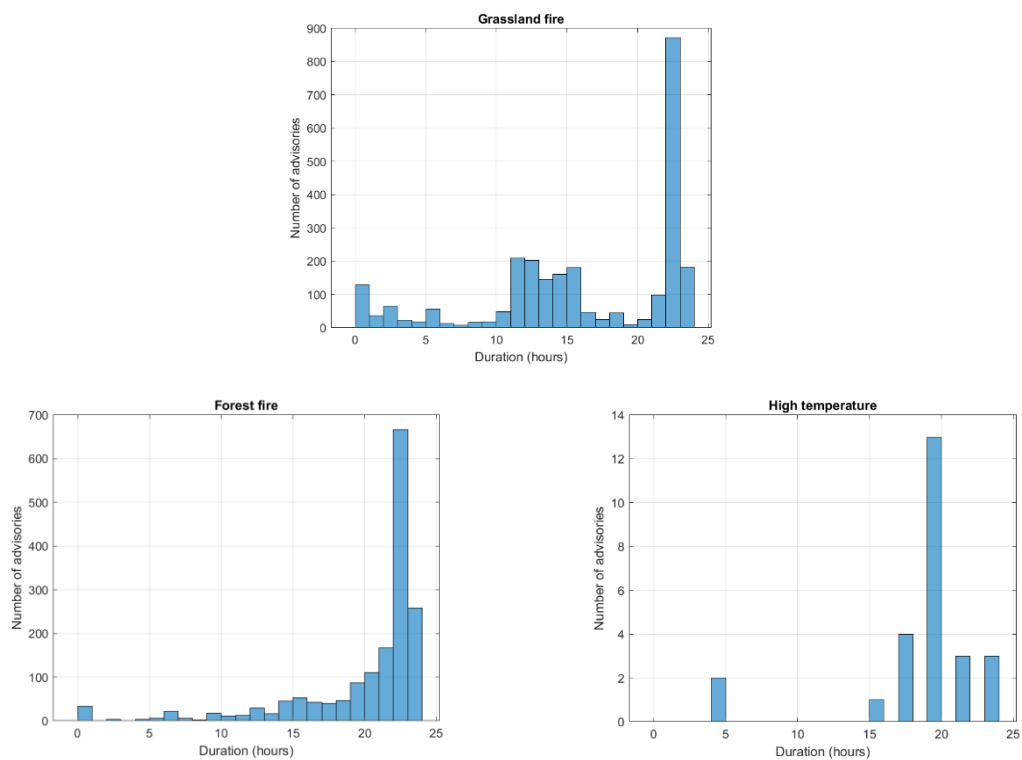 Grassland fire
900
800
700
600
500
400
300
200
100
0
Number of advisories
0 5 10 15 20 25
Duration (hours)
Forest fire
700
600
500
400
300
200
100
0
Number of advisories
0 5 10 15 20 25
Duration (hours)
High temperature
14
12
10
8
6
4
2
0
Number of advisories
0 5 10 15 20 25
Duration (hours)